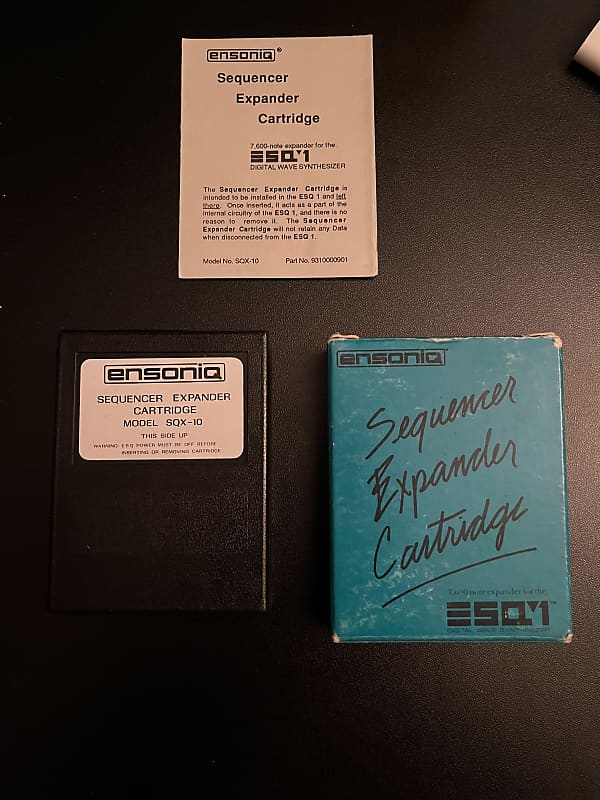 ensoniq®
Sequencer
Expander
Cartridge
7,600-note expander for the:
ESQ1
DIGITAL WAVE SYNTHESIZER
The Sequencer Expander Cartridge is
intended to be installed in the ESQ 1 and left
there. Once inserted, it acts as a part of the
internal circuitry of the ESQ 1, and there is no
reason to remove it. The Sequencer
Expander Cartridge will not retain any Data
when disconnected from the ESQ 1.
Model No. SQX-10 Part No. 9310000901
ensoniq
SEQUENCER EXPANDER
CARTRIDGE
MODEL SQX-10
THIS SIDE UP
WARNING: ESQ POWER MUST BE OFF BEFORE
INSERTING OR REMOVING CARTRIDGE
ensoniq
Sequencer
Expander
Cartridge
7,600-note expander for the:
ESQ1™
DIGITAL WAVE SYNTHESIZER